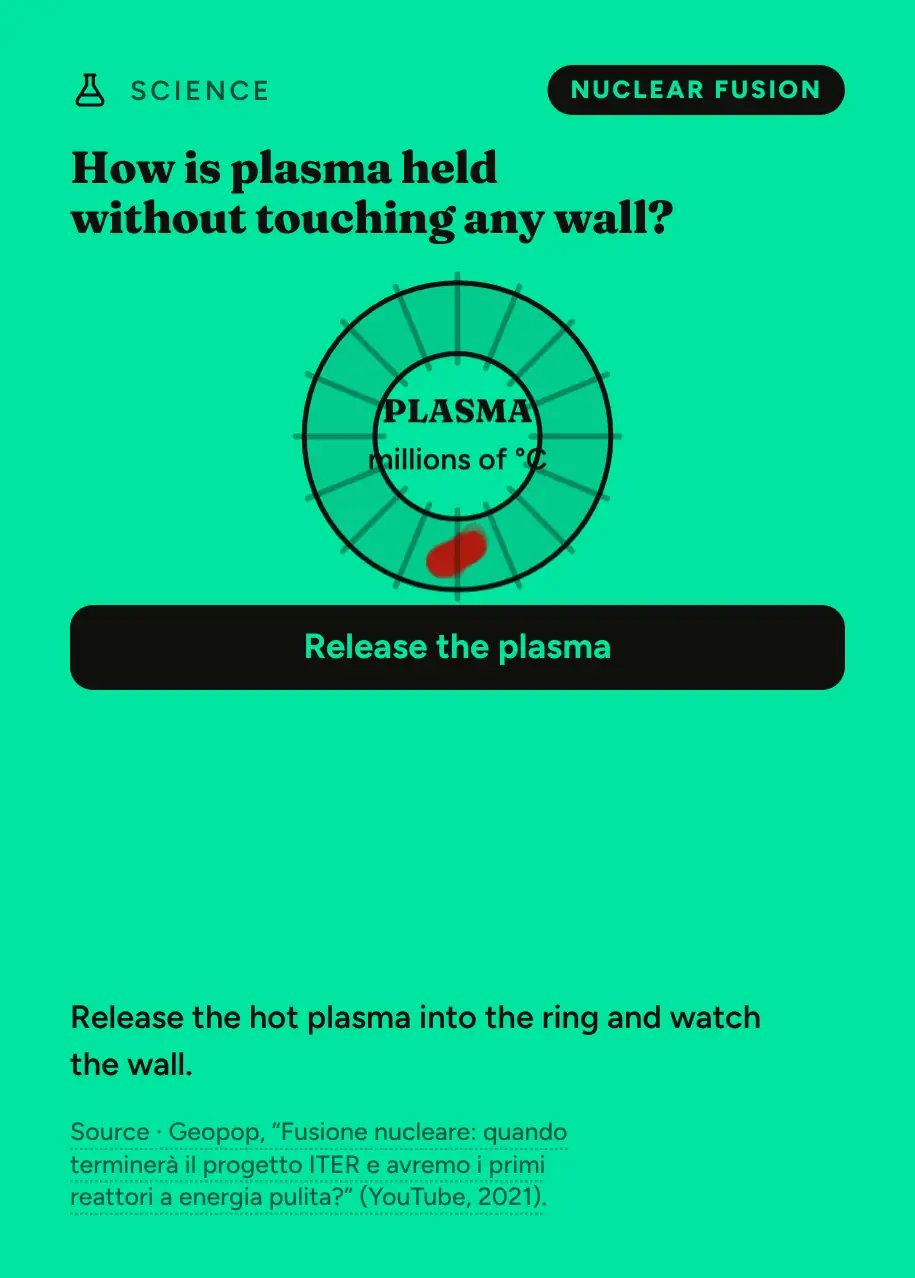 SCIENCE
NUCLEAR FUSION
How is plasma held
without touching any wall?
PLASMA
millions of °C
Release the plasma
Release the hot plasma into the ring and watch
the wall.
Source · Geopop, “Fusione nucleare: quando
terminerà il progetto ITER e avremo i primi
reattori a energia pulita?” (YouTube, 2021).